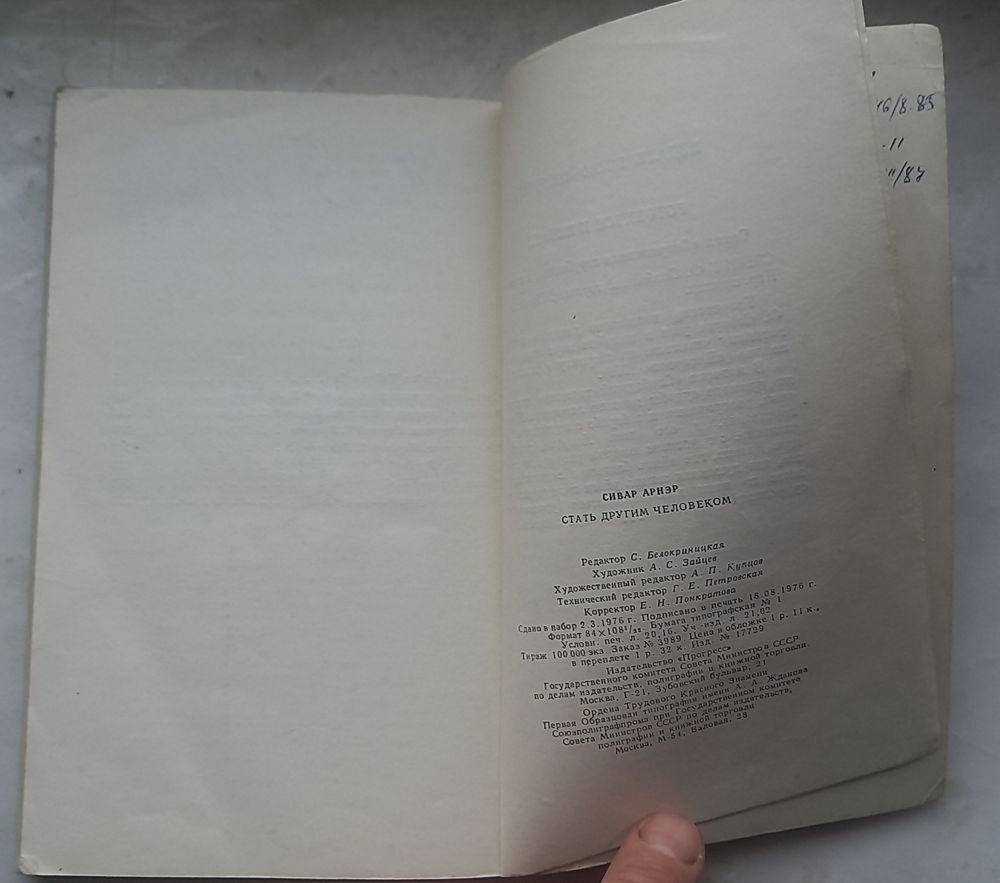 СИВАР АРНЭР
СТАТЬ ДРУГИМ ЧЕЛОВЕКОМ
Редактор С. Белокриницкая
Художник А. С. Зайцев
Художественный редактор А. П. Купцов
Технический редактор Г. Е. Петровская
Корректор Е. Н. Понкратова
Сдано в набор 2.3.1976 г. Подписано в печать 18.08.1976 г.
Формат 84×108¹/₃₂. Бумага типографская № 1
Условн. печ. л. 20,16. Уч.-изд. л. 21,02
Тираж 100 000 экз. Заказ № 3989. Цена в обложке 1 р. 11 к.,
в переплете 1 р. 32 к. Изд. № 17729
Издательство «Прогресс»
Государственного комитета Совета Министров СССР
по делам издательств, полиграфии и книжной торговли.
Москва, Г-21, Зубовский бульвар, 21
Ордена Трудового Красного Знамени
Первая Образцовая типография имени А. А. Жданова
Союзполиграфпрома при Государственном комитете
Совета Министров СССР по делам издательств,
полиграфии и книжной торговли
Москва, М-54, Валовая, 28
16/8 85
11
/87